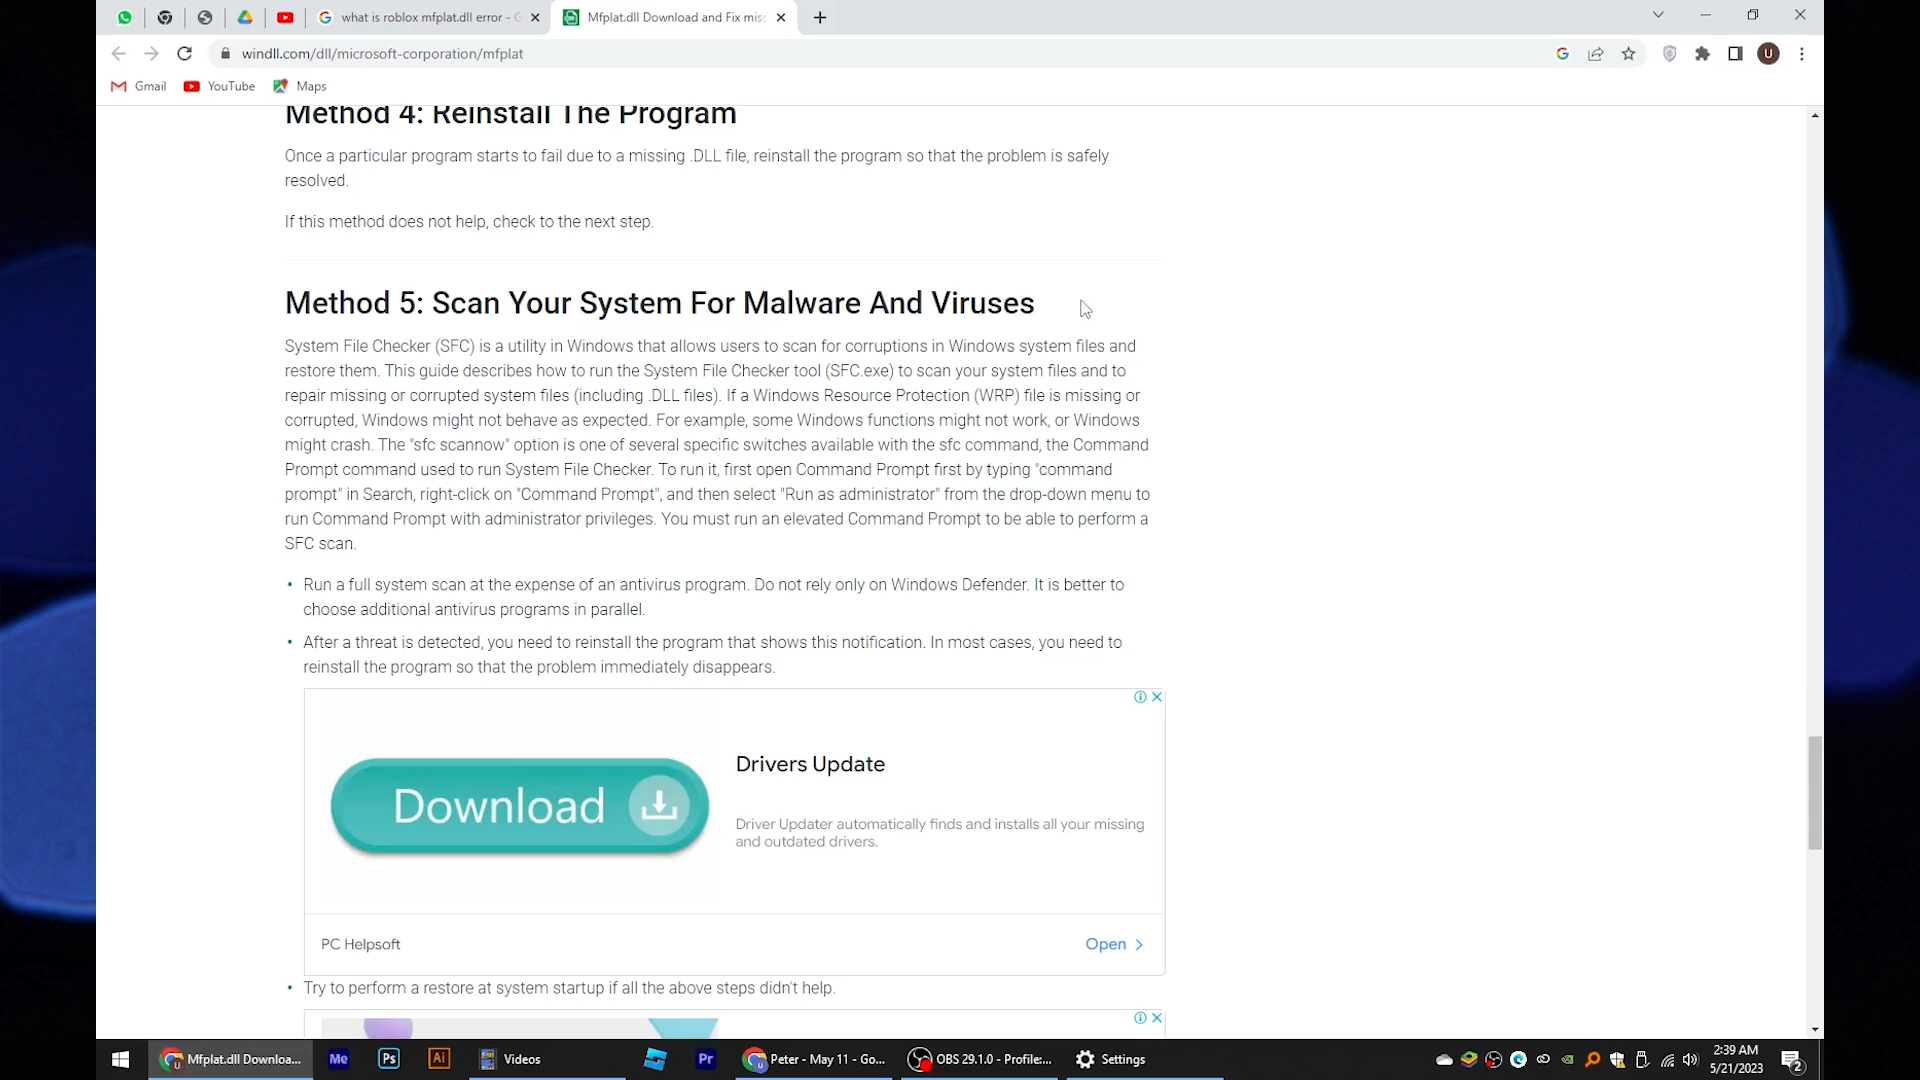 what is roblox mfplat.dll error - G
Mfplat.dll Download and Fix mis
windll.com/dll/microsoft-corporation/mfplat
U
Gmail
YouTube
Maps
Method 4: Reinstall The Program
Once a particular program starts to fail due to a missing .DLL file, reinstall the program so that the problem is safely
resolved.
If this method does not help, check to the next step.
Method 5: Scan Your System For Malware And Viruses
System File Checker (SFC) is a utility in Windows that allows users to scan for corruptions in Windows system files and
restore them. This guide describes how to run the System File Checker tool (SFC.exe) to scan your system files and to
repair missing or corrupted system files (including .DLL files). If a Windows Resource Protection (WRP) file is missing or
corrupted, Windows might not behave as expected. For example, some Windows functions might not work, or Windows
might crash. The "sfc scannow" option is one of several specific switches available with the sfc command, the Command
Prompt command used to run System File Checker. To run it, first open Command Prompt first by typing "command
prompt" in Search, right-click on "Command Prompt", and then select "Run as administrator" from the drop-down menu to
run Command Prompt with administrator privileges. You must run an elevated Command Prompt to be able to perform a
SFC scan.
• Run a full system scan at the expense of an antivirus program. Do not rely only on Windows Defender. It is better to
choose additional antivirus programs in parallel.
• After a threat is detected, you need to reinstall the program that shows this notification. In most cases, you need to
reinstall the program so that the problem immediately disappears.
Download
Drivers Update
Driver Updater automatically finds and installs all your missing
and outdated drivers.
PC Helpsoft
Open
• Try to perform a restore at system startup if all the above steps didn't help.
Mfplat.dll Downloa...
Me
Ps
Ai
Videos
Pr
Peter - May 11 - Go...
OBS 29.1.0 - Profile:...
Settings
2:39 AM
5/21/2023
2